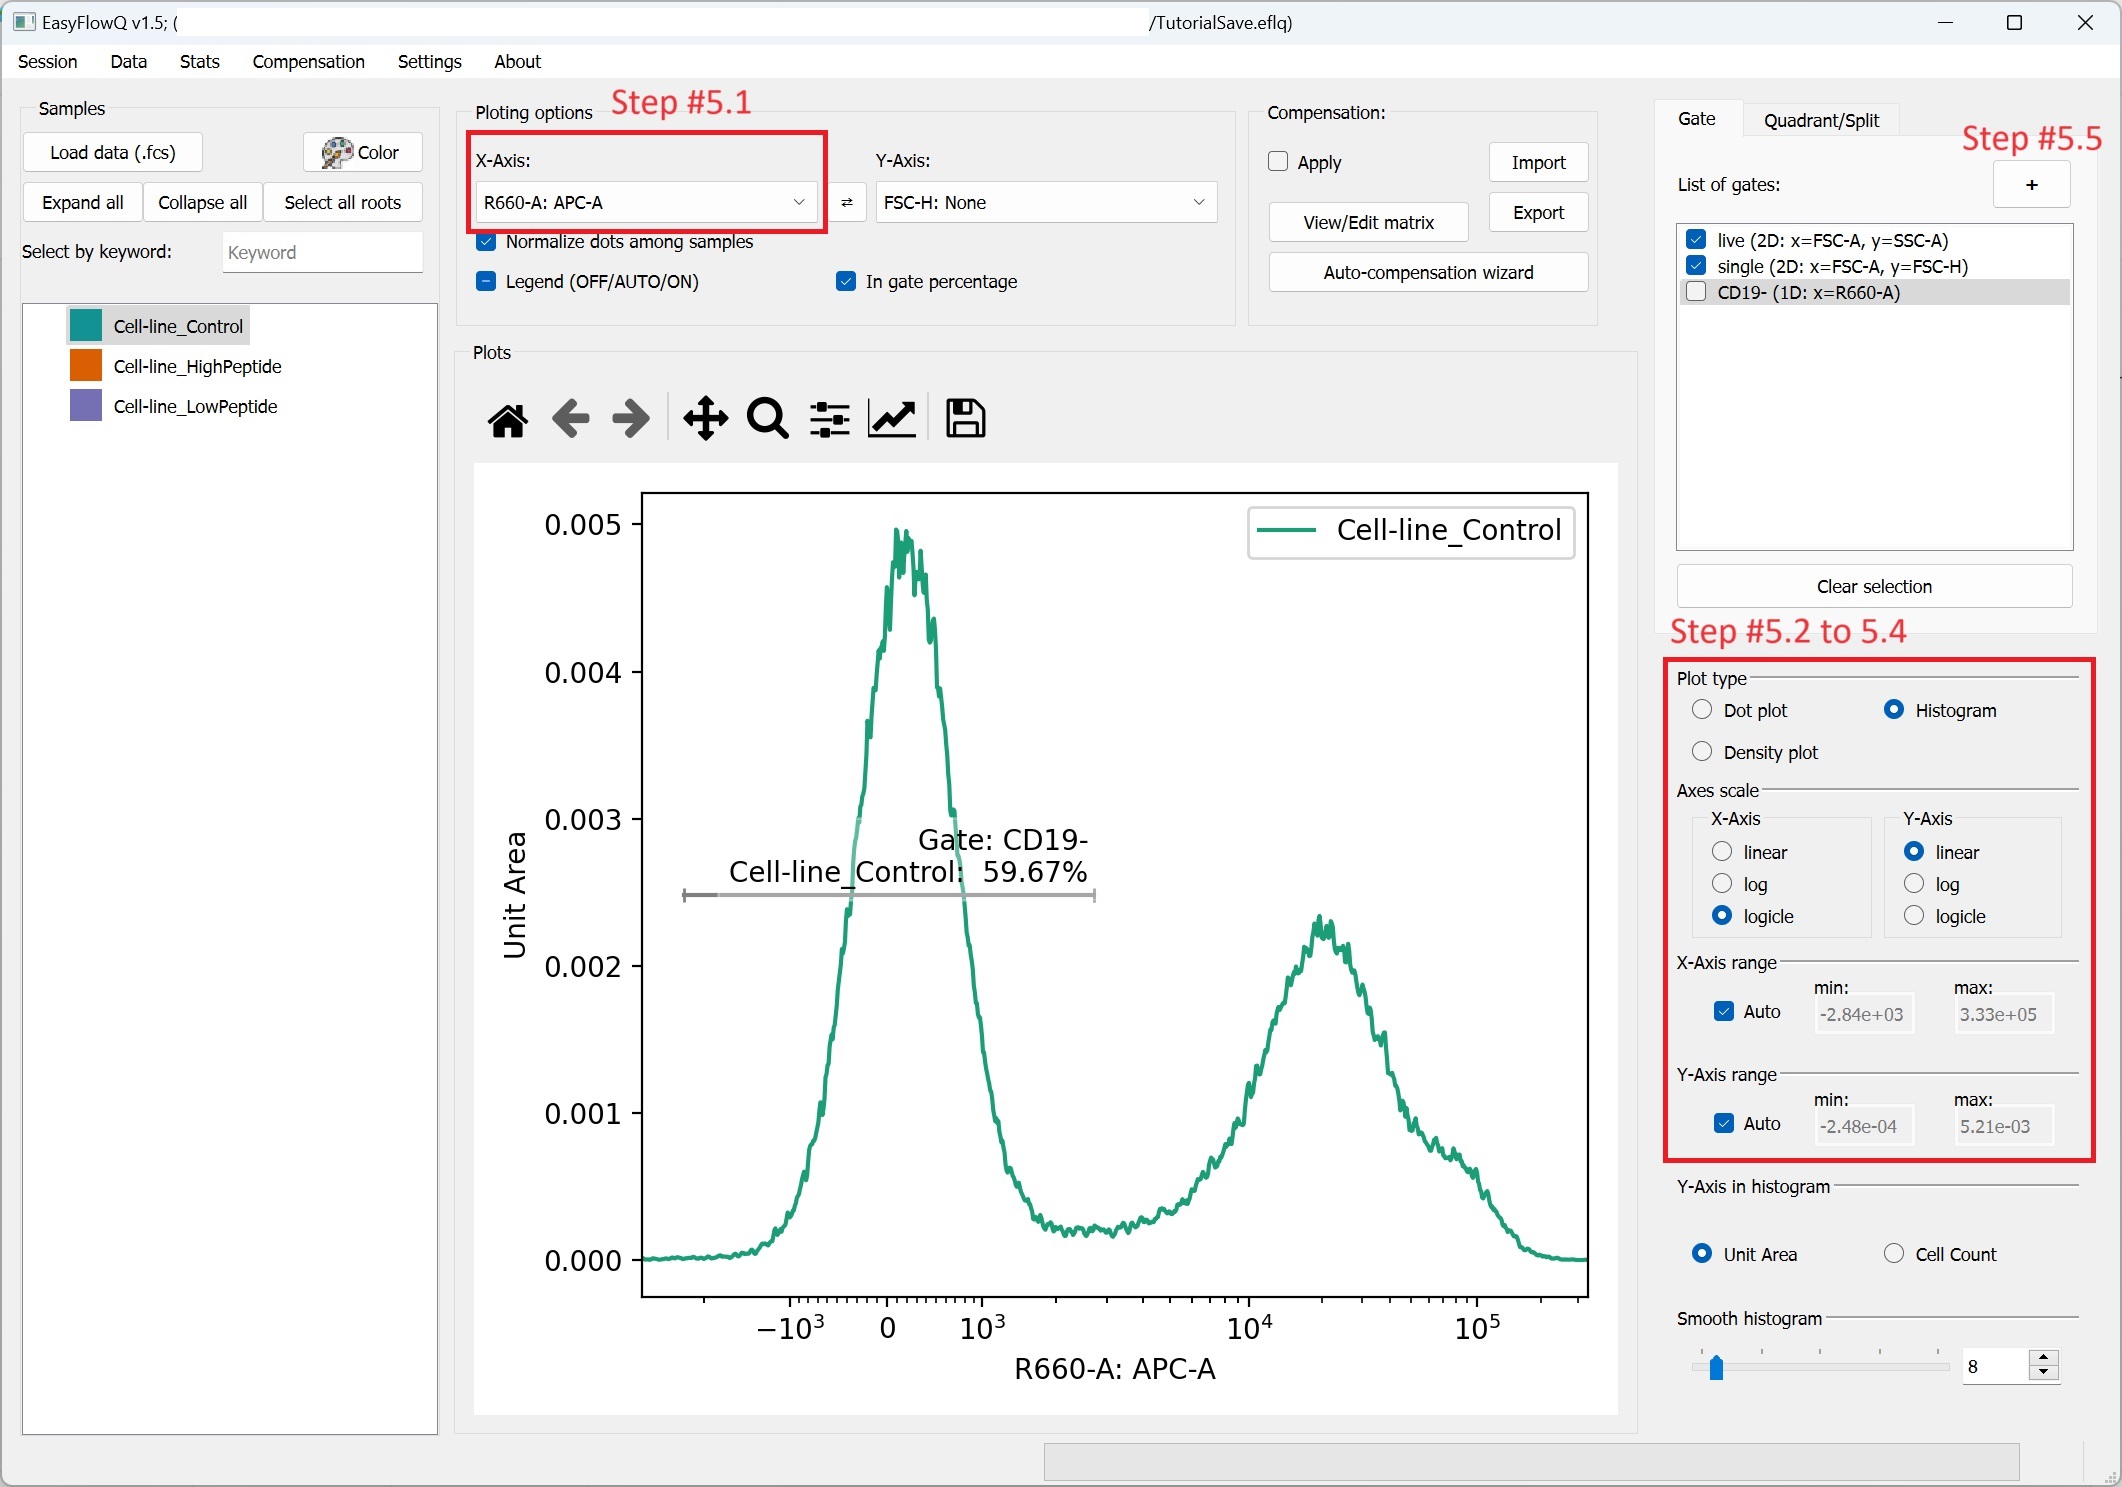 EasyFlowQ v1.5; ( /TutorialSave.eflq)
Session Data Stats Compensation Settings About
Samples
Load data (.fcs) Color
Expand all Collapse all Select all roots
Select by keyword: Keyword
Cell-line_Control
Cell-line_HighPeptide
Cell-line_LowPeptide
Ploting options Step #5.1
X-Axis: Y-Axis:
R660-A: APC-A FSC-H: None
Normalize dots among samples
Legend (OFF/AUTO/ON) In gate percentage
Compensation:
Apply Import
View/Edit matrix Export
Auto-compensation wizard
Plots
Cell-line_Control
0.005
0.004
0.003
0.002
0.001
0.000
Unit Area
Gate: CD19-
Cell-line_Control: 59.67%
−10³ 0 10³ 10⁴ 10⁵
R660-A: APC-A
Gate Quadrant/Split
Step #5.5
List of gates: +
live (2D: x=FSC-A, y=SSC-A)
single (2D: x=FSC-A, y=FSC-H)
CD19- (1D: x=R660-A)
Clear selection
Step #5.2 to 5.4
Plot type
Dot plot Histogram
Density plot
Axes scale
X-Axis Y-Axis
linear linear
log log
logicle logicle
X-Axis range
min: max:
Auto -2.84e+03 3.33e+05
Y-Axis range
min: max:
Auto -2.48e-04 5.21e-03
Y-Axis in histogram
Unit Area Cell Count
Smooth histogram
8